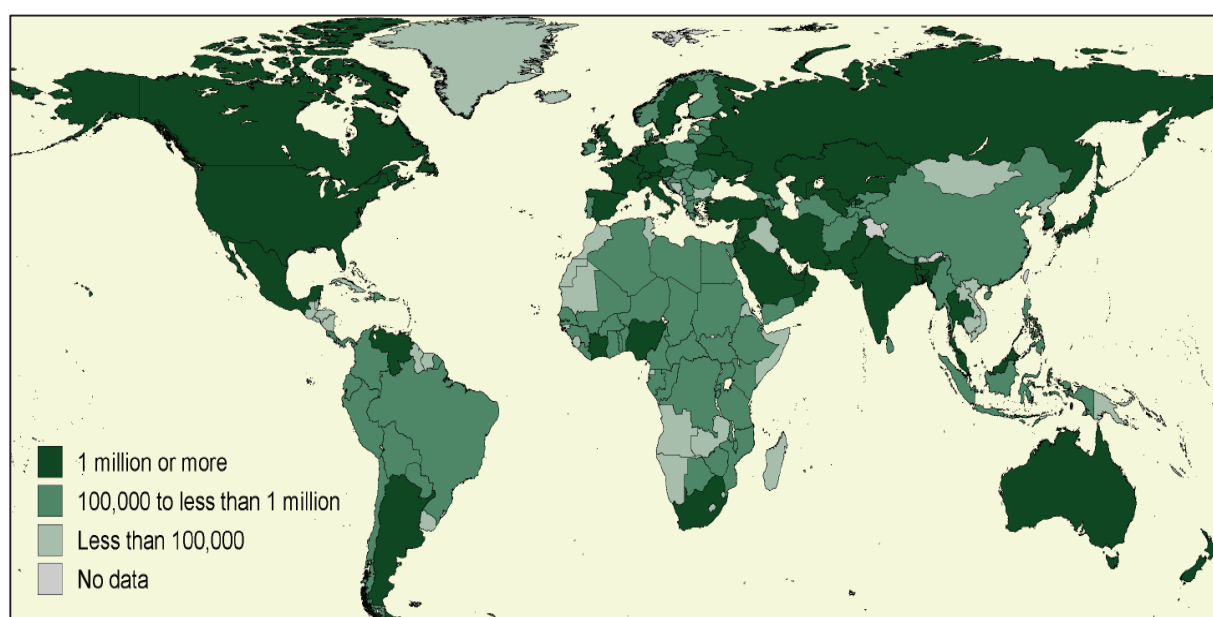 1 million or more
100,000 to less than 1 million
Less than 100,000
No data